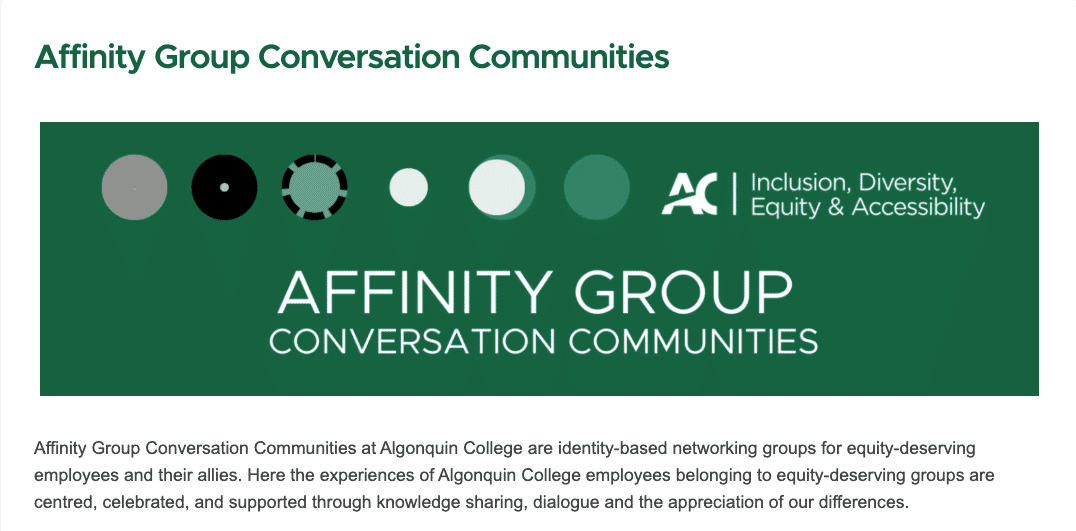 Affinity Group Conversation Communities
AC | Inclusion, Diversity,
Equity & Accessibility
AFFINITY GROUP
CONVERSATION COMMUNITIES
Affinity Group Conversation Communities at Algonquin College are identity-based networking groups for equity-deserving
employees and their allies. Here the experiences of Algonquin College employees belonging to equity-deserving groups are
centred, celebrated, and supported through knowledge sharing, dialogue and the appreciation of our differences.